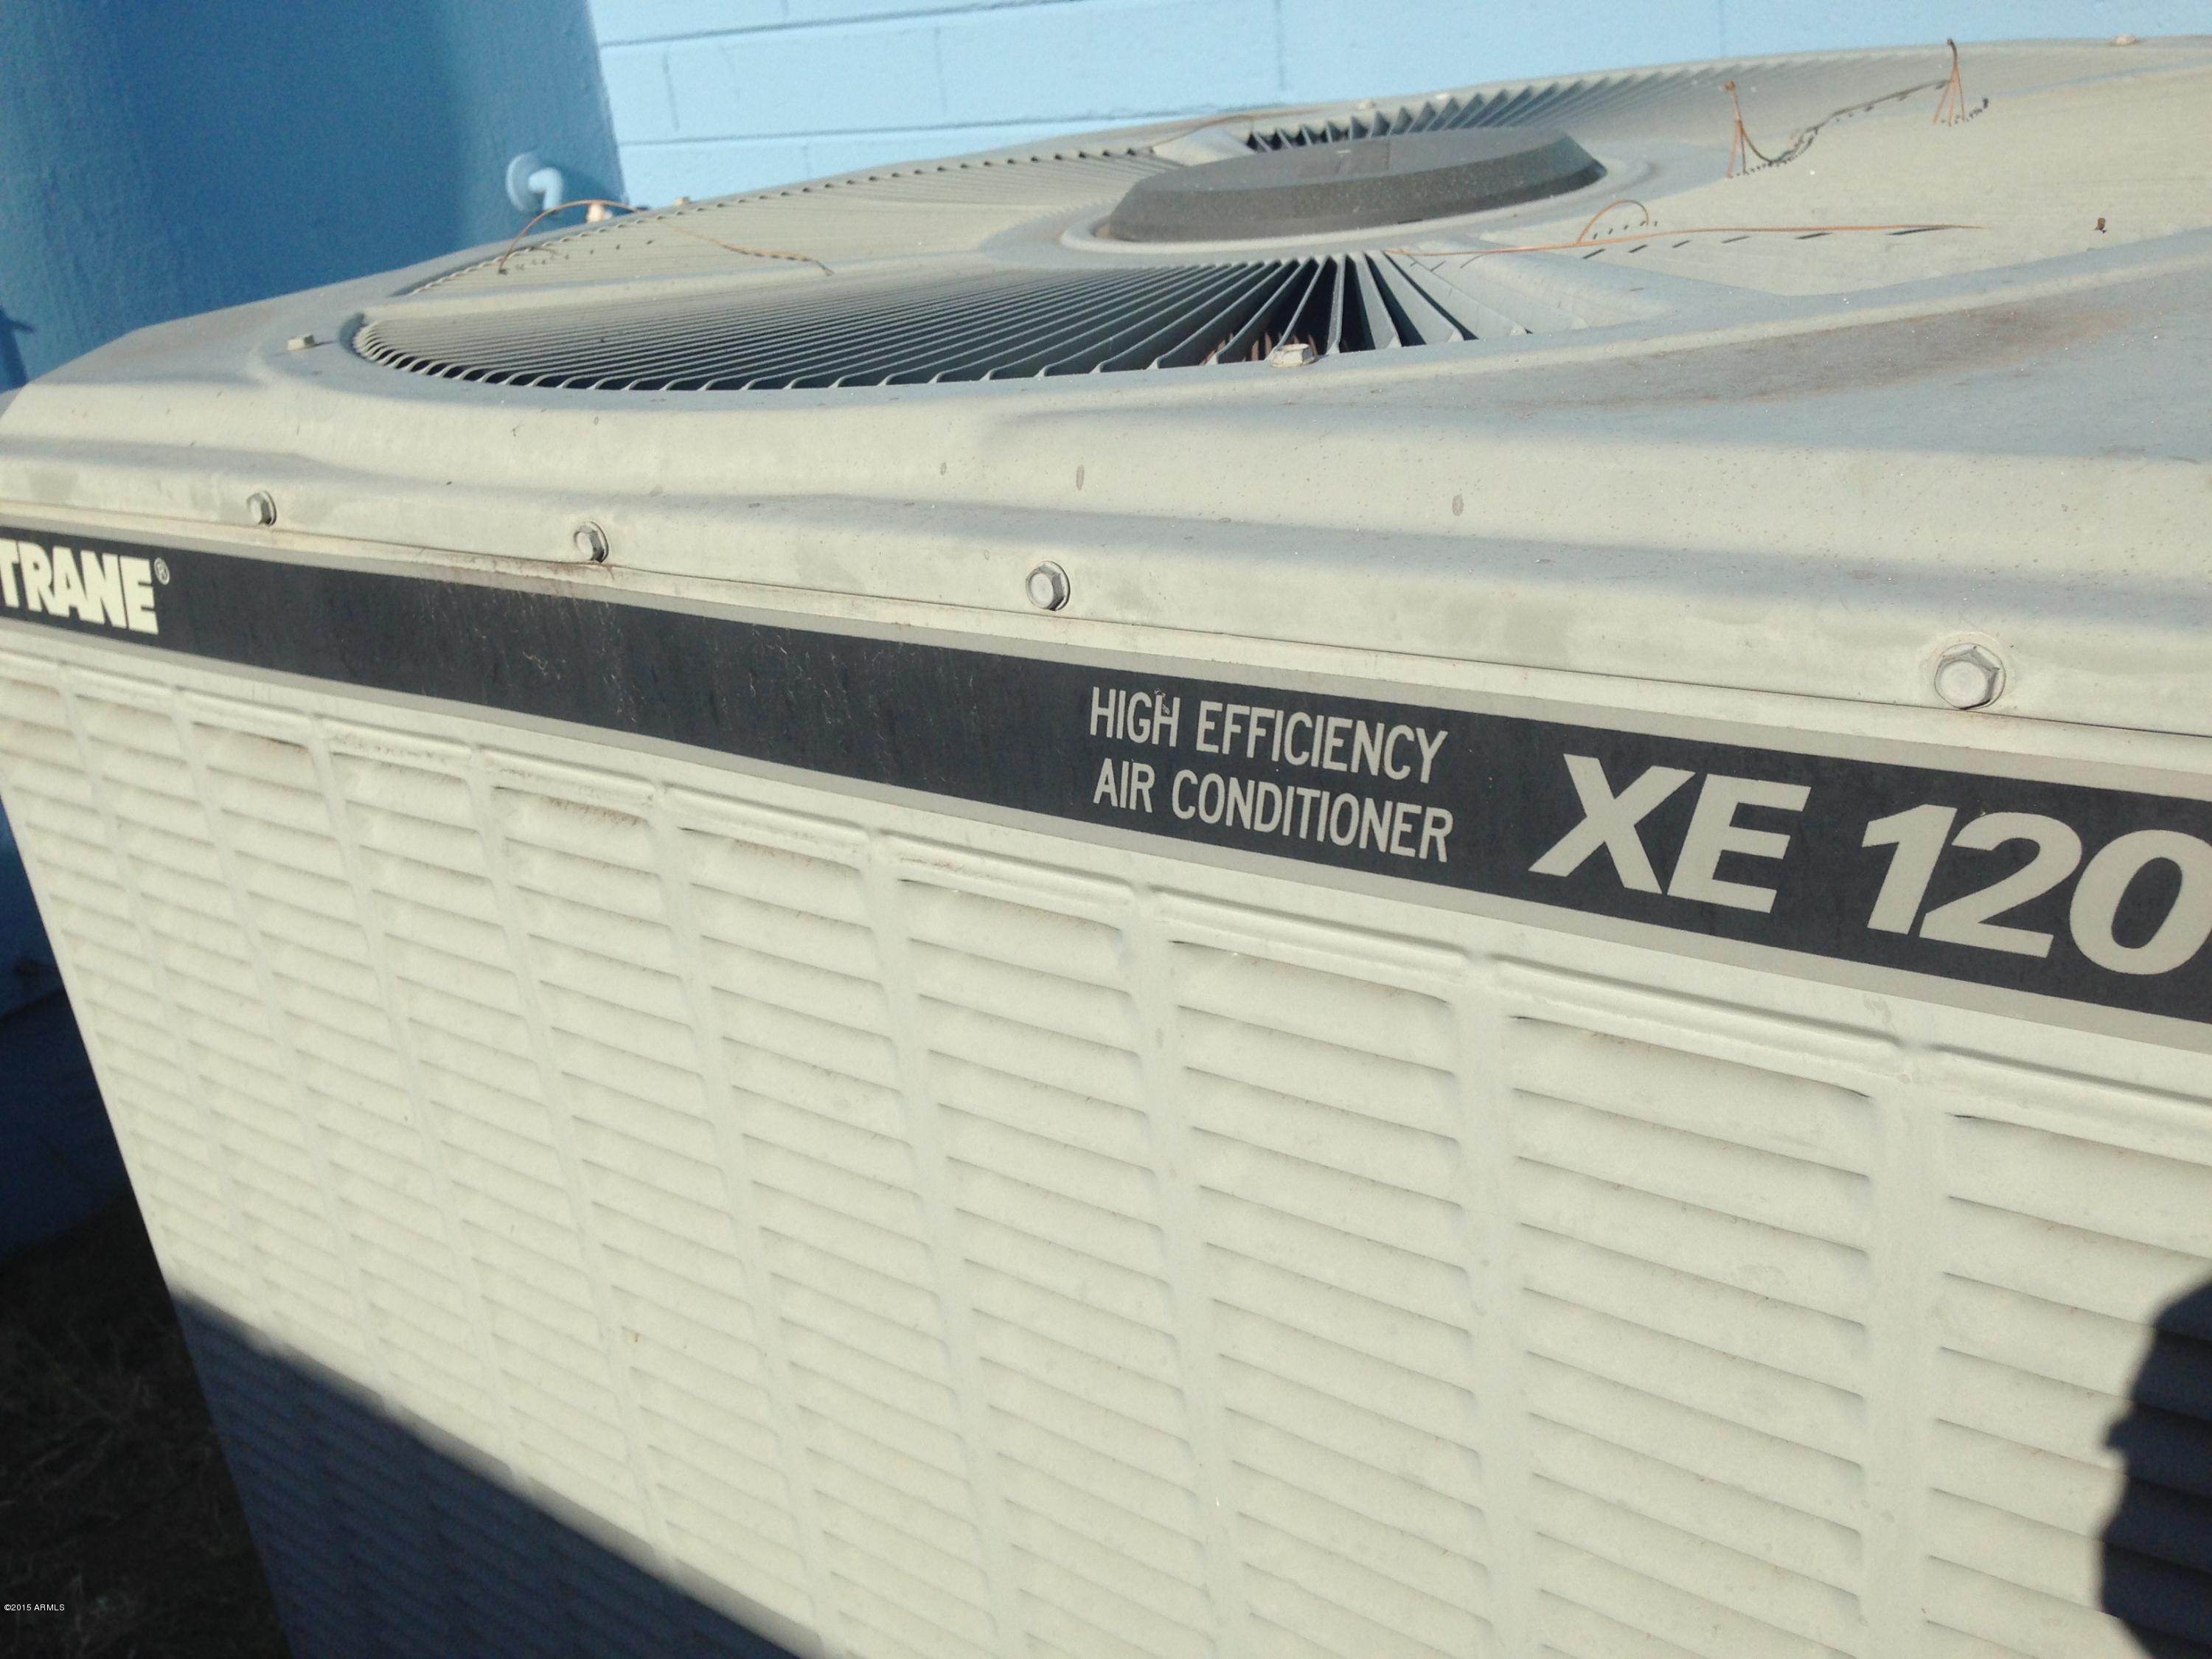 TRANE®
HIGH EFFICIENCY
AIR CONDITIONER
XE 120
©2015 ARMLS